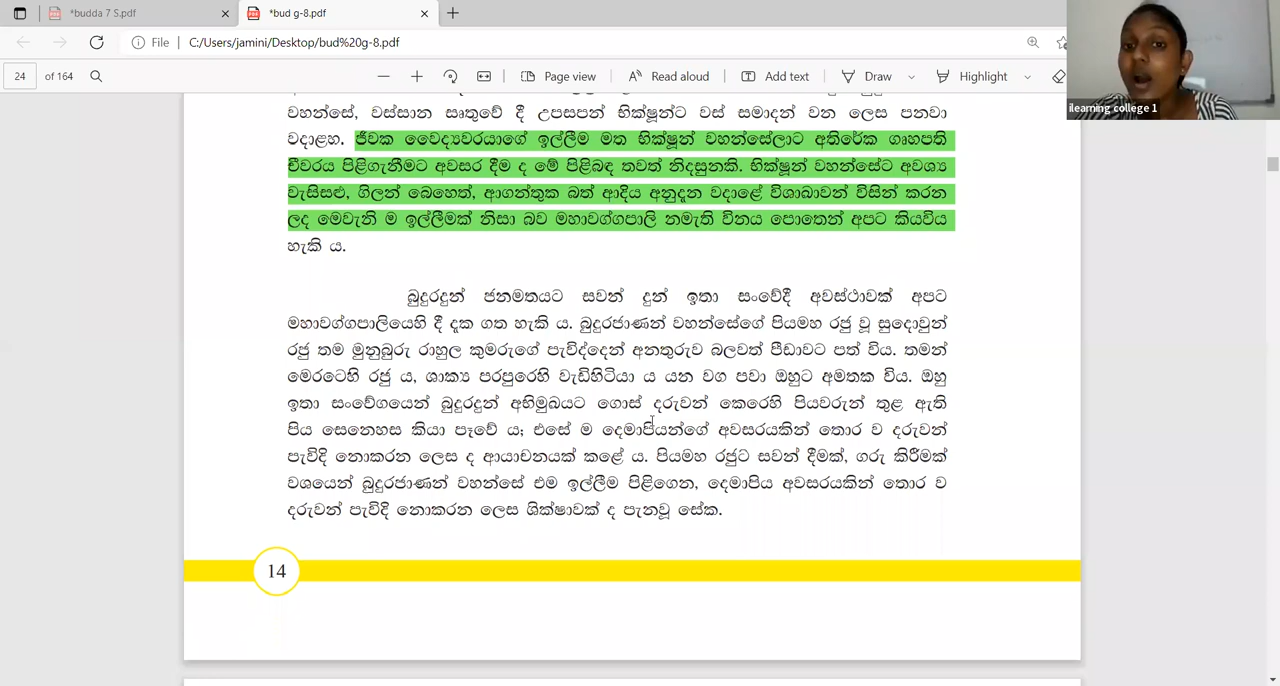 *budda 7 S.pdf
*bud g-8.pdf
File C:/Users/jamini/Desktop/bud%20g-8.pdf
24 of 164 Page view Read aloud Add text Draw Highlight
ilearning college 1
වහන්සේ, වස්සාන සෘතුවේ දී උපසපන් භික්ෂූන්ට වස් සමාදන් වන ලෙස පනවා
වදාළහ. ජීවක වෛද්‍යවරයාගේ ඉල්ලීම මත භික්ෂූන් වහන්සේලාට අතිරේක ගෘහපති
චීවරය පිළිගැනීමට අවසර දීම ද මේ පිළිබඳ තවත් නිදසුනකි. භික්ෂූන් වහන්සේට අවශ්‍ය
වැසිසළු, ගිලන් බෙහෙත්, ආගන්තුක බත් ආදිය අනුදැන වදාළේ විශාඛාවන් විසින් කරන
ලද මෙවැනි ම ඉල්ලීමක් නිසා බව මහාවග්ගපාලි නමැති විනය පොතෙන් අපට කියවිය
හැකි ය.
බුදුරදුන් ජනමතයට සවන් දුන් ඉතා සංවේදී අවස්ථාවක් අපට
මහාවග්ගපාලියෙහි දී දැක ගත හැකි ය. බුදුරජාණන් වහන්සේගේ පියමහ රජු වූ සුදොවුන්
රජු තම මුනුබුරු රාහුල කුමරුගේ පැවිද්දෙන් අනතුරුව බලවත් පීඩාවට පත් විය. තමන්
මෙරටෙහි රජු ය, ශාක්‍ය පරපුරෙහි වැඩිහිටියා ය යන වග පවා ඔහුට අමතක විය. ඔහු
ඉතා සංවේගයෙන් බුදුරදුන් අභිමුඛයට ගොස් දරුවන් කෙරෙහි පියවරුන් තුළ ඇති
පිය සෙනෙහස කියා පෑවේ ය; එසේ ම දෙමාපියන්ගේ අවසරයකින් තොර ව දරුවන්
පැවිදි නොකරන ලෙස ද ආයාචනයක් කළේ ය. පියමහ රජුට සවන් දීමක්, ගරු කිරීමක්
වශයෙන් බුදුරජාණන් වහන්සේ එම ඉල්ලීම පිළිගෙන, දෙමාපිය අවසරයකින් තොර ව
දරුවන් පැවිදි නොකරන ලෙස ශික්ෂාවක් ද පැනවූ සේක.
14